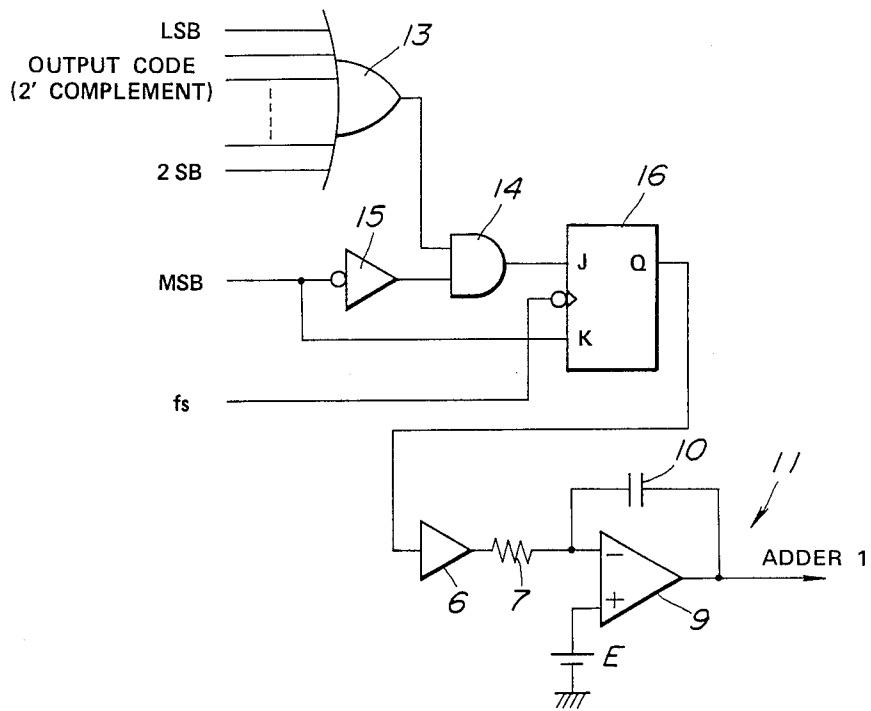 LSB
13
OUTPUT CODE
(2' COMPLEMENT)
2 SB
14
16
15
J Q
MSB
K
fs
10
11
ADDER 1
−
+
6
7
9
E